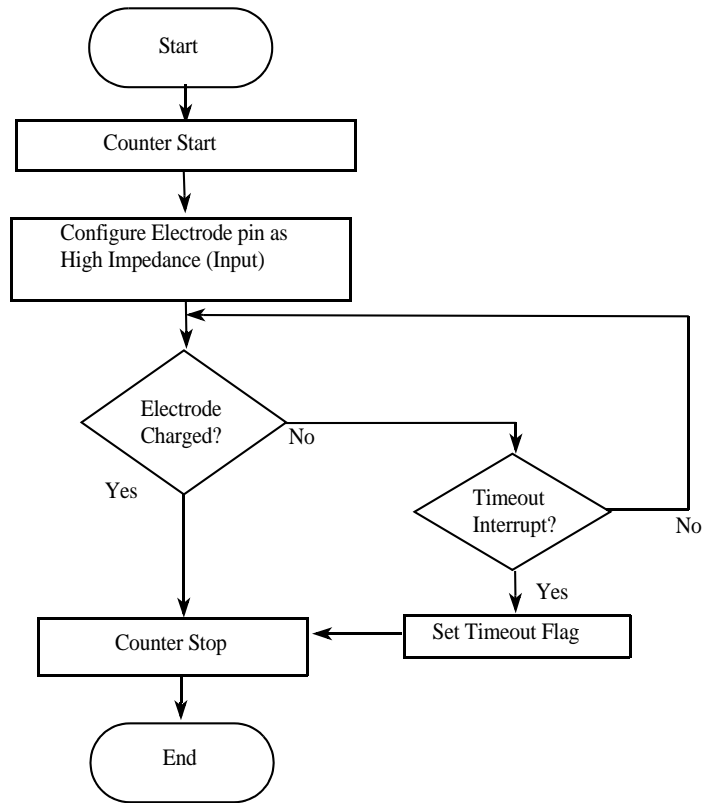 Start
Counter Start
Configure Electrode pin as
High Impedance (Input)
Electrode
Charged?
No
Yes
Timeout
Interrupt?
No
Yes
Set Timeout Flag
Counter Stop
End